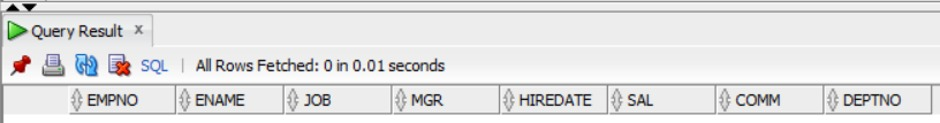 Query Result x
SQL | All Rows Fetched: 0 in 0.01 seconds
EMPNO ENAME JOB MGR HIREDATE SAL COMM DEPTNO